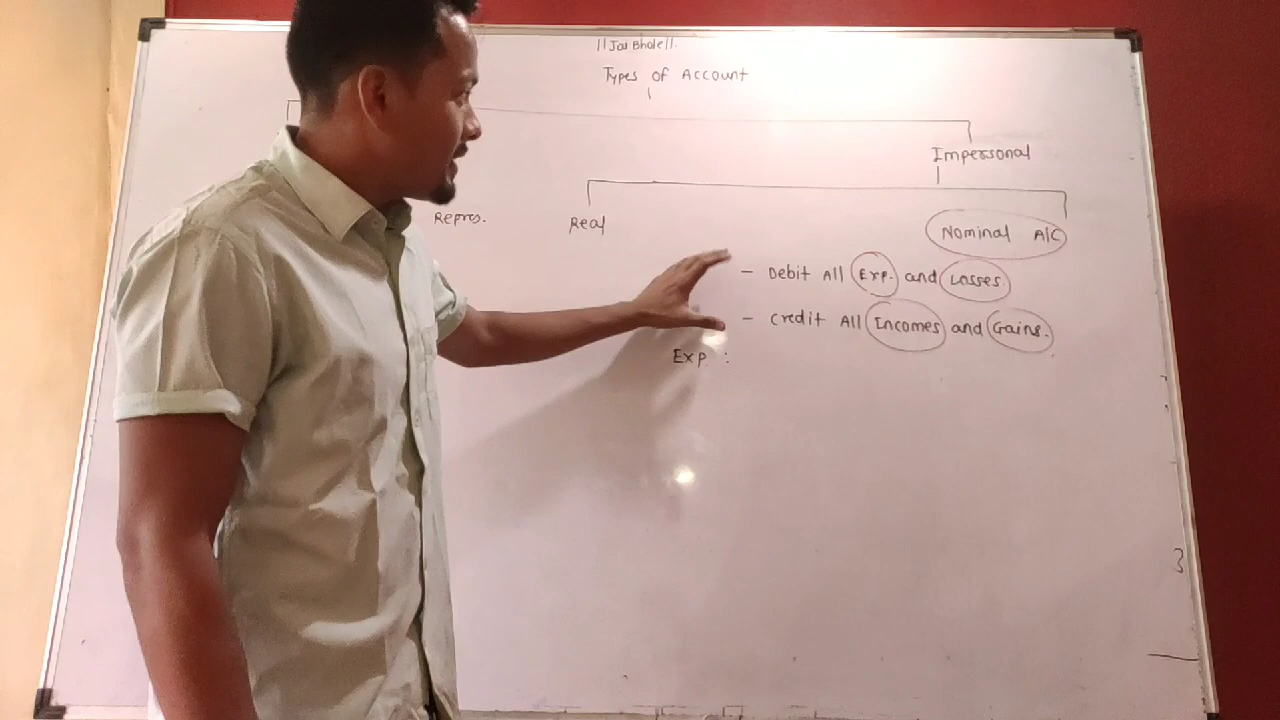 ||Jai Bhole||.
Types of Account
Impersonal
Repres.
Real
Nominal A/C
- Debit All Exp. and Losses.
- Credit All Incomes and Gains.
Exp. :
3